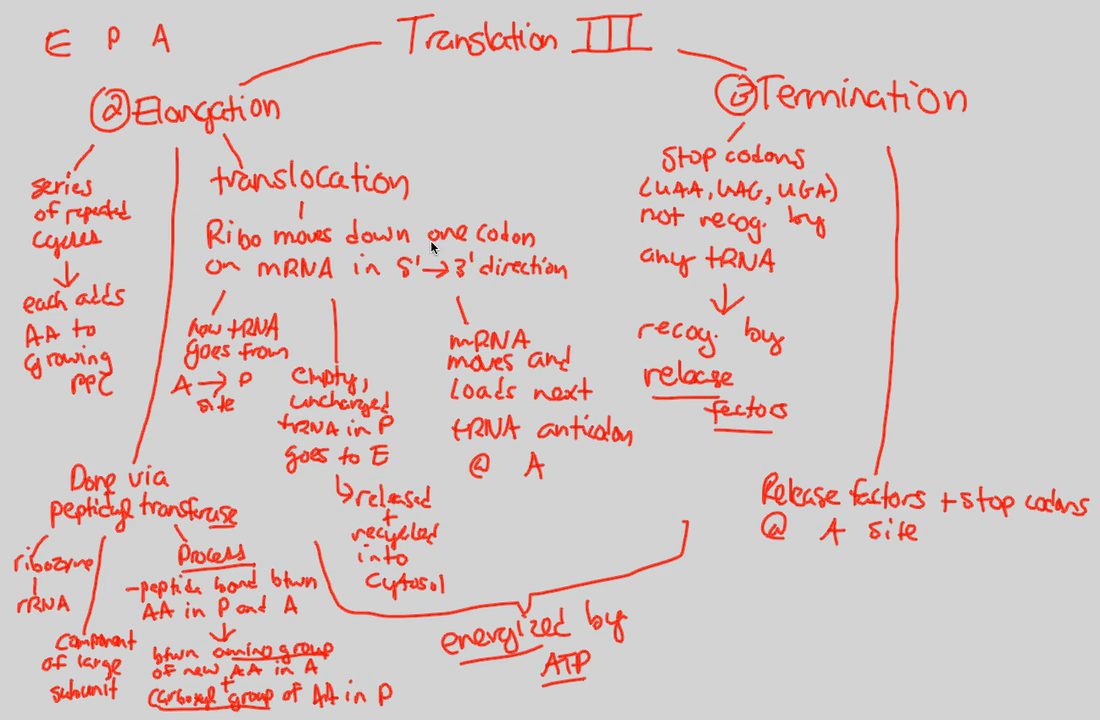 E P A
Translation III
② Elongation
series
of repeated
cycles
↓
each adds
AA to
growing
PPC
Done via
peptidyl transferase
ribozyme
rRNA
component
of large
subunit
Process
-peptide bond btwn
AA in P and A
↓
btwn amino group
of new AA in A
+
carboxyl group of AA in P
translocation
Ribo moves down one codon
on mRNA in 5'→3' direction
now tRNA
goes from
A → P
site
empty,
uncharged
tRNA in P
goes to E
↳released
+
recycled
into
cytosol
mRNA
moves and
loads next
tRNA anticodon
@ A
energized by
ATP
③ Termination
Stop codons
(UAA, UAG, UGA)
not recog. by
any tRNA
↓
recog. by
release
factors
Release factors + stop codons
@ A site